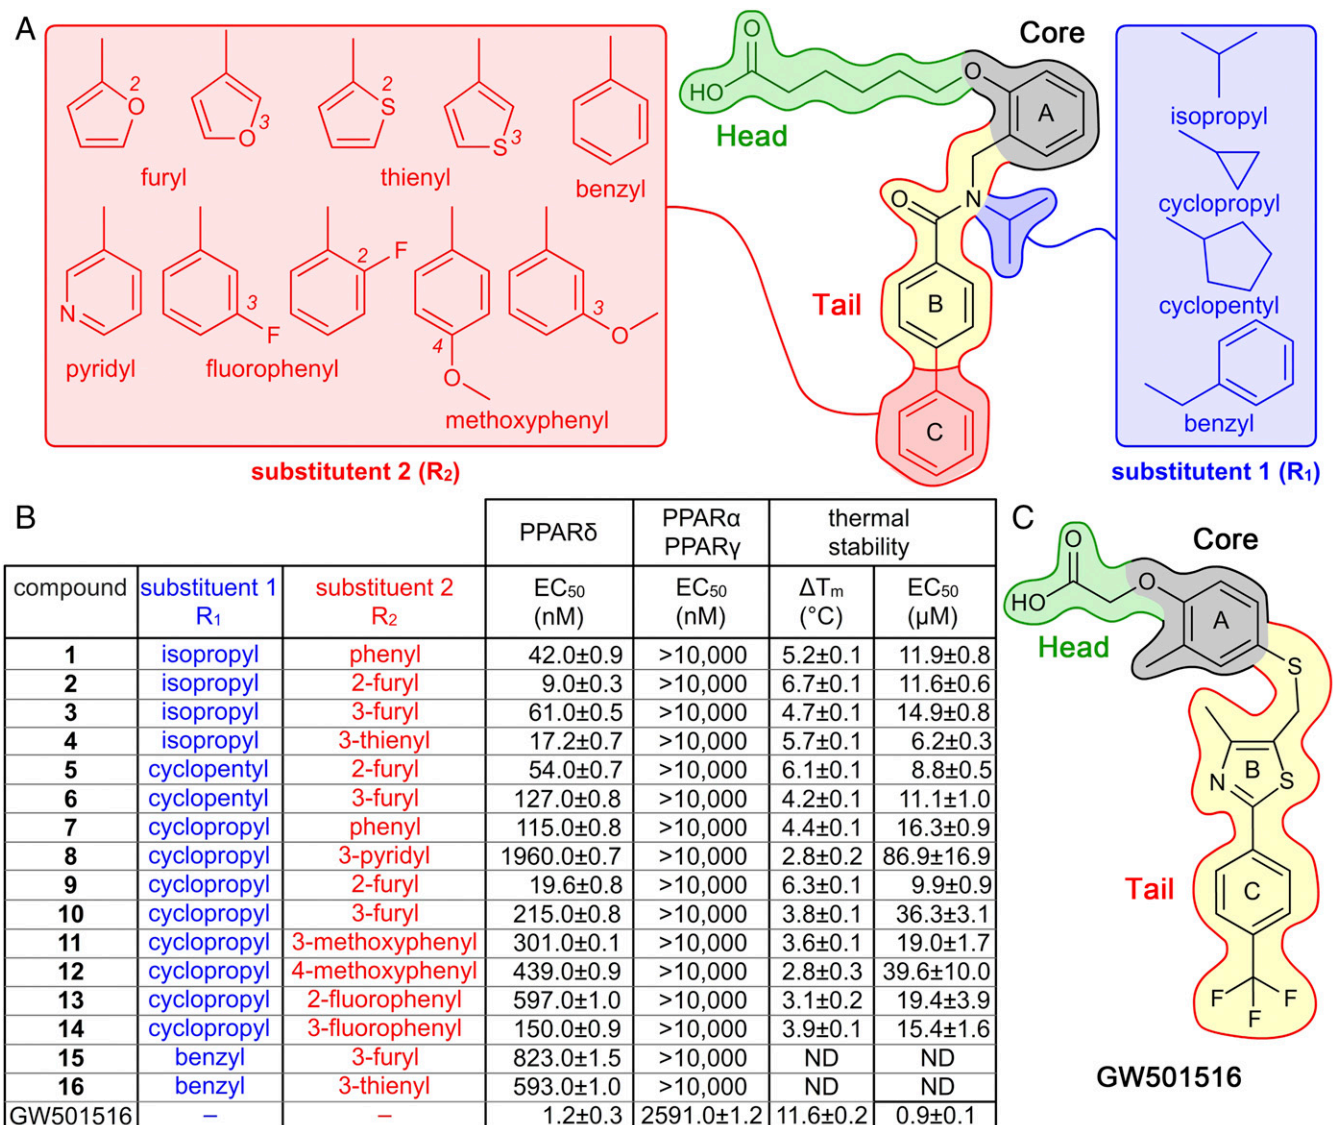 A
2
O
O
3
furyl
2
S
S
3
thienyl
benzyl
N
pyridyl
3
F
2
F
fluorophenyl
4
O
3
O
methoxyphenyl
substitutent 2 (R₂)
O
HO
O
Head
Core
A
O
N
Tail
B
C
isopropyl
cyclopropyl
cyclopentyl
benzyl
substitutent 1 (R₁)
B
PPARδ PPARα PPARγ thermal stability
compound substituent 1 R₁ substituent 2 R₂ EC₅₀ (nM) EC₅₀ (nM) ΔTₘ (°C) EC₅₀ (μM)
1 isopropyl phenyl 42.0±0.9 >10,000 5.2±0.1 11.9±0.8
2 isopropyl 2-furyl 9.0±0.3 >10,000 6.7±0.1 11.6±0.6
3 isopropyl 3-furyl 61.0±0.5 >10,000 4.7±0.1 14.9±0.8
4 isopropyl 3-thienyl 17.2±0.7 >10,000 5.7±0.1 6.2±0.3
5 cyclopentyl 2-furyl 54.0±0.7 >10,000 6.1±0.1 8.8±0.5
6 cyclopentyl 3-furyl 127.0±0.8 >10,000 4.2±0.1 11.1±1.0
7 cyclopropyl phenyl 115.0±0.8 >10,000 4.4±0.1 16.3±0.9
8 cyclopropyl 3-pyridyl 1960.0±0.7 >10,000 2.8±0.2 86.9±16.9
9 cyclopropyl 2-furyl 19.6±0.8 >10,000 6.3±0.1 9.9±0.9
10 cyclopropyl 3-furyl 215.0±0.8 >10,000 3.8±0.1 36.3±3.1
11 cyclopropyl 3-methoxyphenyl 301.0±0.1 >10,000 3.6±0.1 19.0±1.7
12 cyclopropyl 4-methoxyphenyl 439.0±0.9 >10,000 2.8±0.3 39.6±10.0
13 cyclopropyl 2-fluorophenyl 597.0±1.0 >10,000 3.1±0.2 19.4±3.9
14 cyclopropyl 3-fluorophenyl 150.0±0.9 >10,000 3.9±0.1 15.4±1.6
15 benzyl 3-furyl 823.0±1.5 >10,000 ND ND
16 benzyl 3-thienyl 593.0±1.0 >10,000 ND ND
GW501516 – – 1.2±0.3 2591.0±1.2 11.6±0.2 0.9±0.1
C
O
HO
O
Head
Core
A
S
N
B
S
Tail
C
F
F
F
GW501516